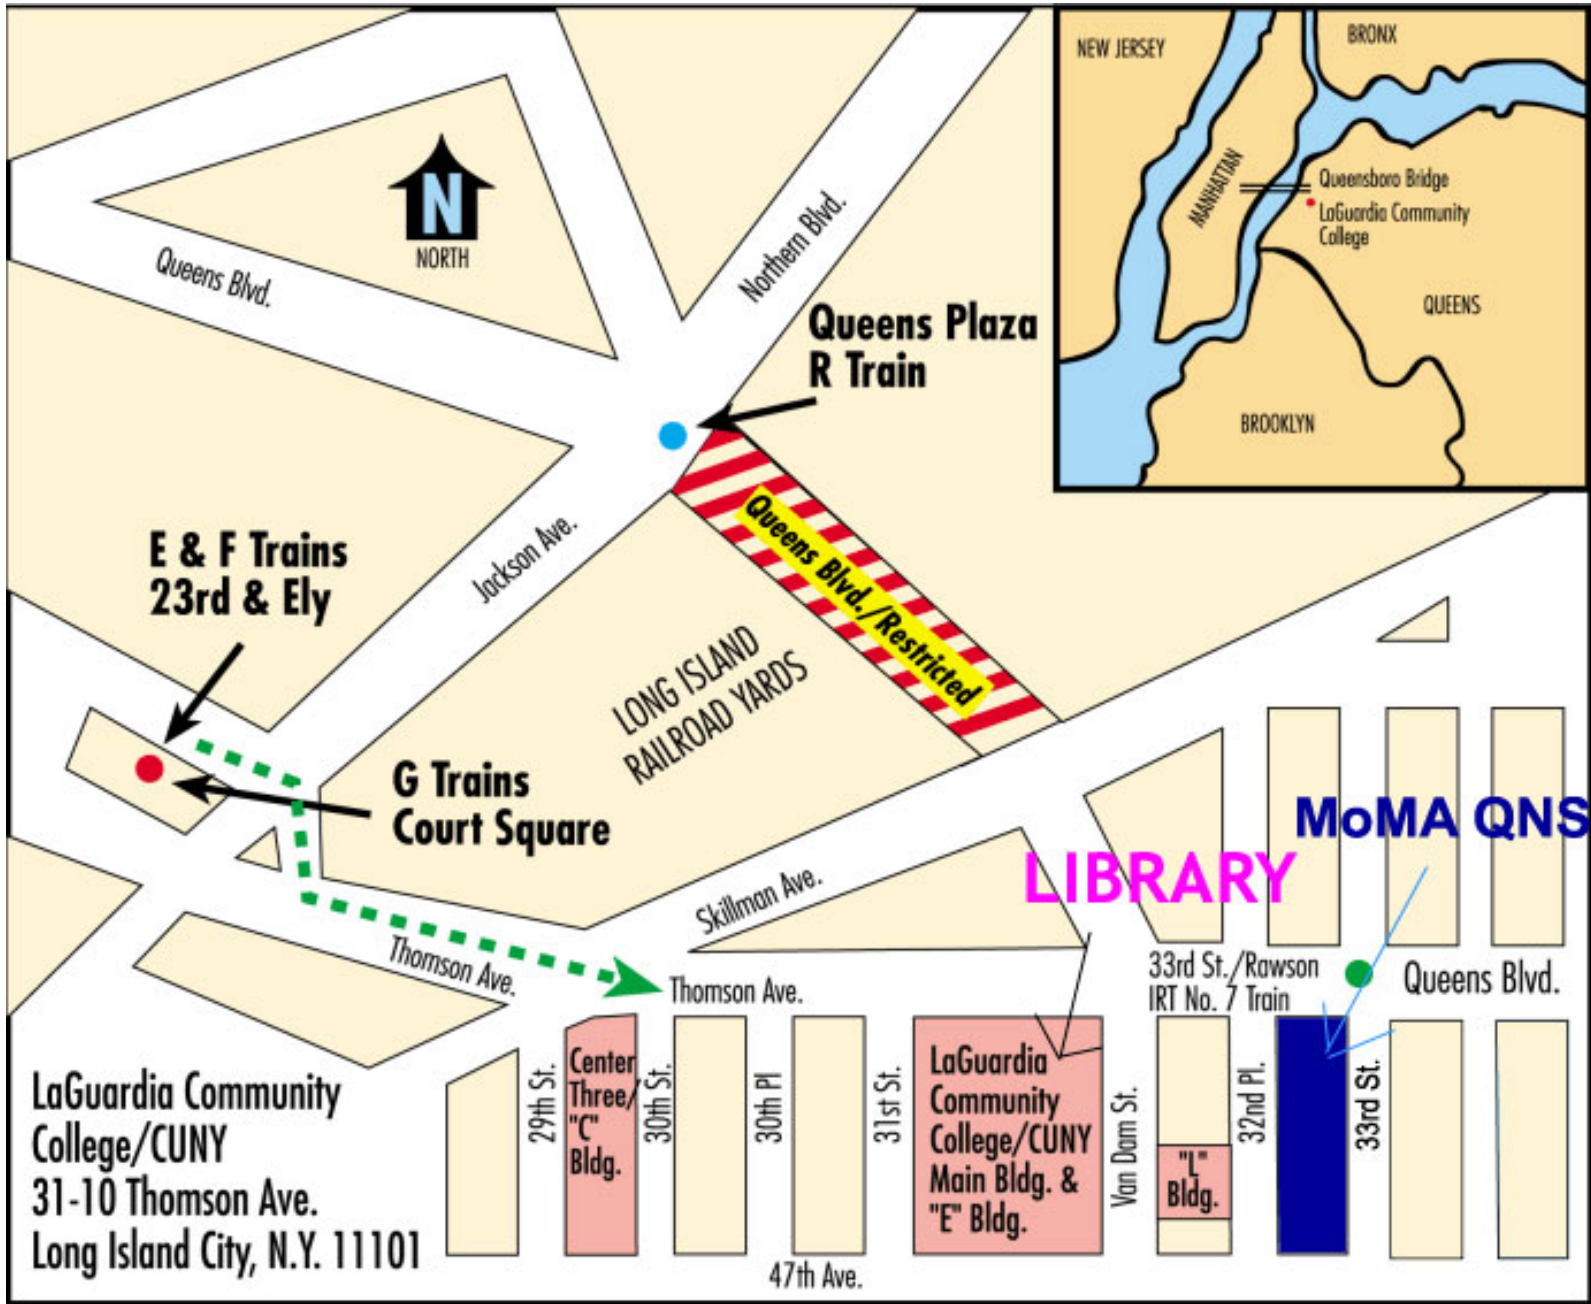 NEW JERSEY
BRONX
MANHATTAN
Queensboro Bridge
LaGuardia Community
College
QUEENS
BROOKLYN
N
NORTH
Queens Blvd.
Northern Blvd.
Queens Plaza
R Train
Jackson Ave.
Queens Blvd./Restricted
E & F Trains
23rd & Ely
LONG ISLAND
RAILROAD YARDS
G Trains
Court Square
MoMA QNS
LIBRARY
Skillman Ave.
Thomson Ave.
Thomson Ave.
33rd St./Rawson
IRT No. 7 Train
Queens Blvd.
LaGuardia Community
College/CUNY
31-10 Thomson Ave.
Long Island City, N.Y. 11101
29th St.
Center
Three/
"C"
Bldg.
30th St.
30th Pl
31st St.
LaGuardia
Community
College/CUNY
Main Bldg. &
"E" Bldg.
Van Dam St.
"L"
Bldg.
32nd Pl.
33rd St.
47th Ave.